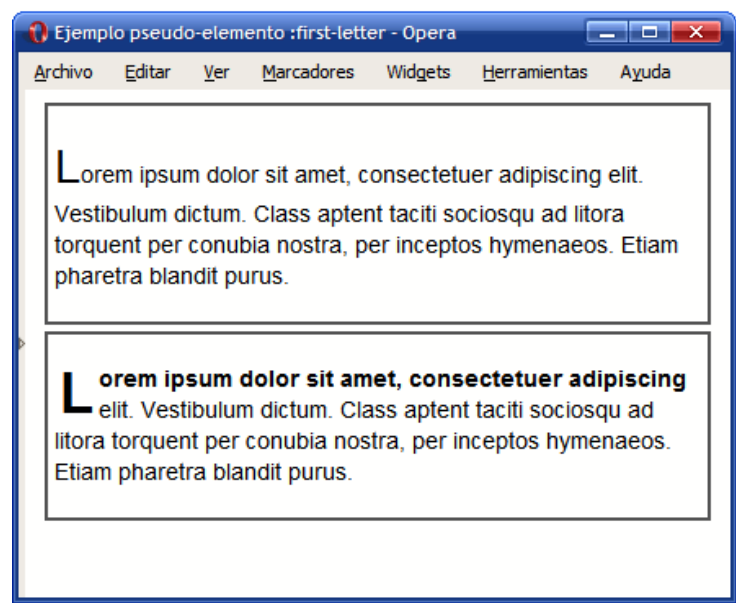 Ejemplo pseudo-elemento :first-letter - Opera
Archivo Editar Ver Marcadores Widgets Herramientas Ayuda
Lorem ipsum dolor sit amet, consectetuer adipiscing elit.
Vestibulum dictum. Class aptent taciti sociosqu ad litora
torquent per conubia nostra, per inceptos hymenaeos. Etiam
pharetra blandit purus.
Lorem ipsum dolor sit amet, consectetuer adipiscing
elit. Vestibulum dictum. Class aptent taciti sociosqu ad
litora torquent per conubia nostra, per inceptos hymenaeos.
Etiam pharetra blandit purus.